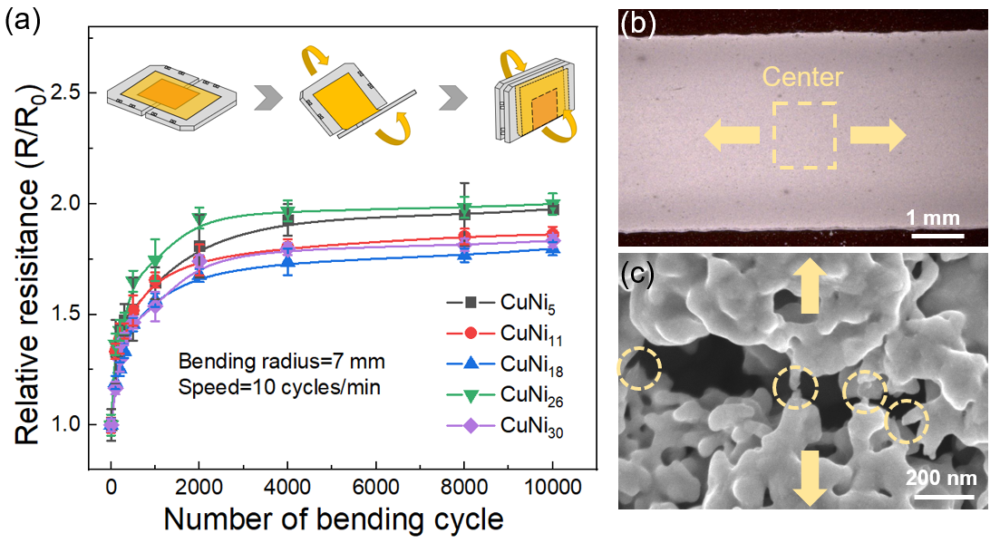 (a)
Relative resisitance (R/R₀)
2.5
2.0
1.5
1.0
CuNi₅
CuNi₁₁
CuNi₁₈
CuNi₂₆
CuNi₃₀
Bending radius=7 mm
Speed=10 cycles/min
0
2000
4000
6000
8000
10000
Number of bending cycle
(b)
Center
1 mm
(c)
200 nm